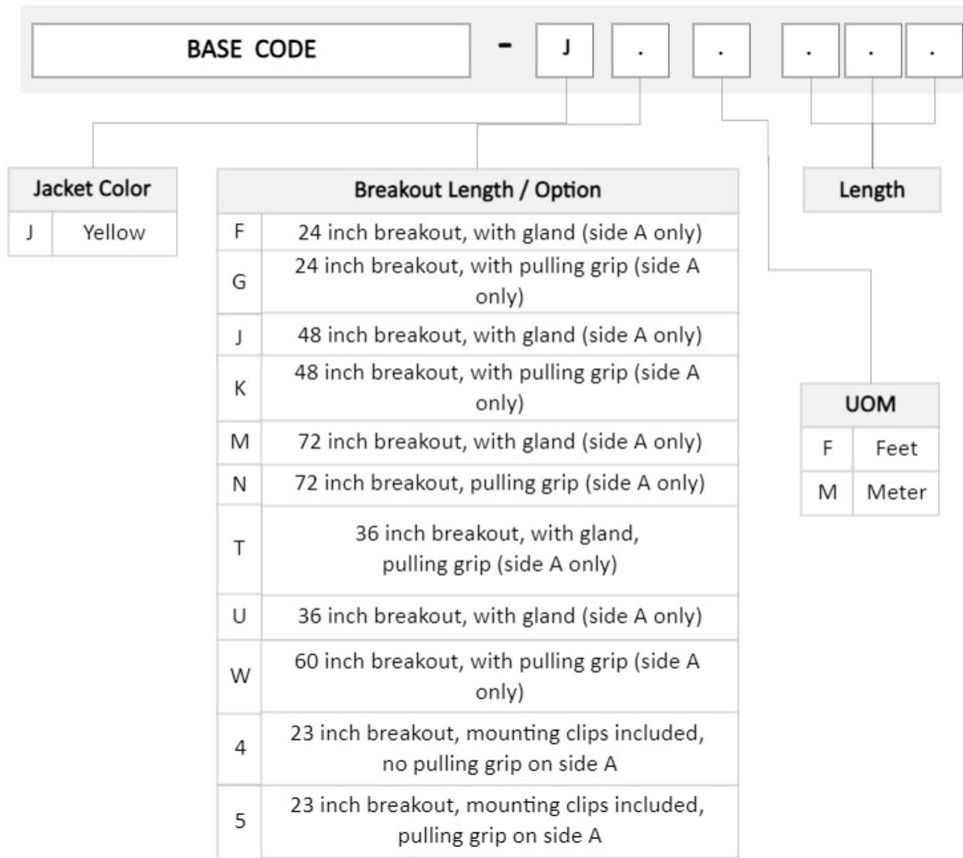 BASE CODE - J . . . . .
Jacket Color
J Yellow
Breakout Length / Option
F 24 inch breakout, with gland (side A only)
G 24 inch breakout, with pulling grip (side A
only)
J 48 inch breakout, with gland (side A only)
K 48 inch breakout, with pulling grip (side A
only)
M 72 inch breakout, with gland (side A only)
N 72 inch breakout, pulling grip (side A only)
T 36 inch breakout, with gland,
pulling grip (side A only)
U 36 inch breakout, with gland (side A only)
W 60 inch breakout, with pulling grip (side A
only)
4 23 inch breakout, mounting clips included,
no pulling grip on side A
5 23 inch breakout, mounting clips included,
pulling grip on side A
Length
UOM
F Feet
M Meter